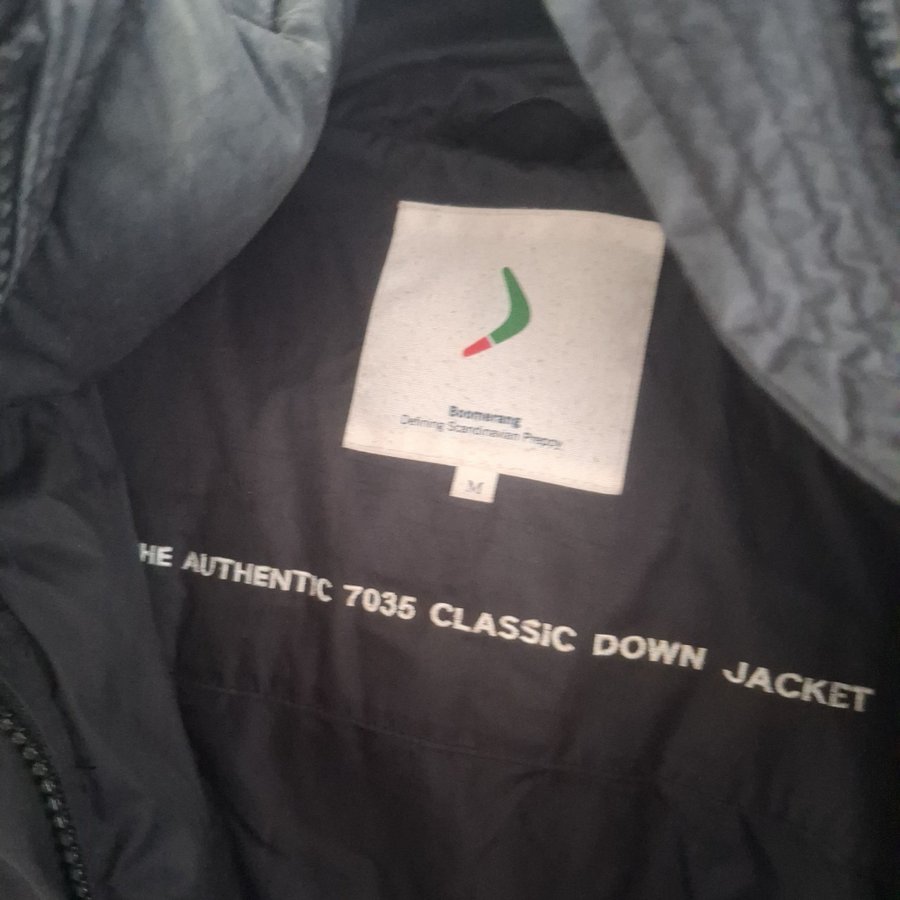 Boomerang
Defining Scandinavian Preppy
M
HE AUTHENTIC 7035 CLASSIC DOWN JACKET